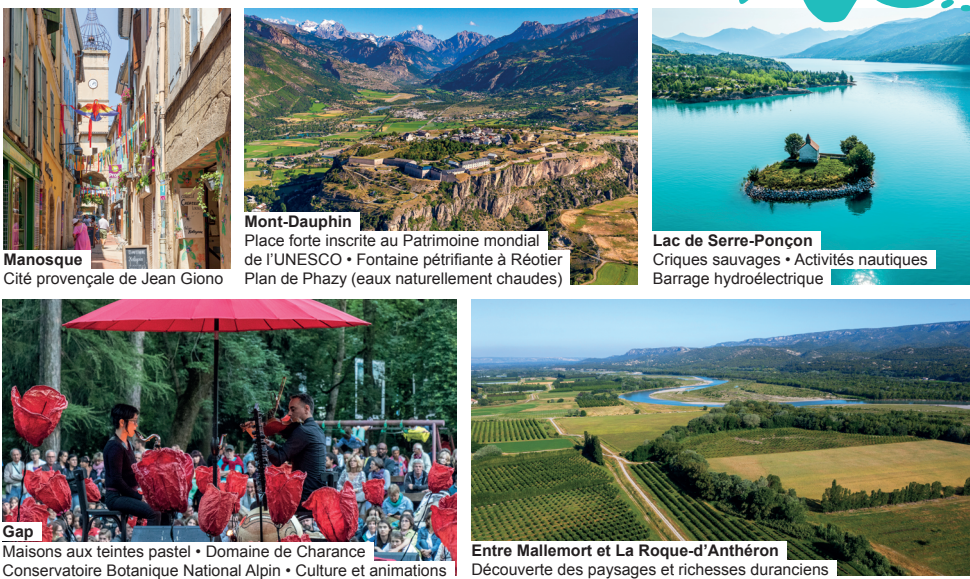 Manosque
Cité provençale de Jean Giono
Mont-Dauphin
Place forte inscrite au Patrimoine mondial
de l'UNESCO • Fontaine pétrifiante à Réotier
Plan de Phazy (eaux naturellement chaudes)
Lac de Serre-Ponçon
Criques sauvages • Activités nautiques
Barrage hydroélectrique
Gap
Maisons aux teintes pastel • Domaine de Charance
Conservatoire Botanique National Alpin • Culture et animations
Entre Mallemort et La Roque-d'Anthéron
Découverte des paysages et richesses duranciens